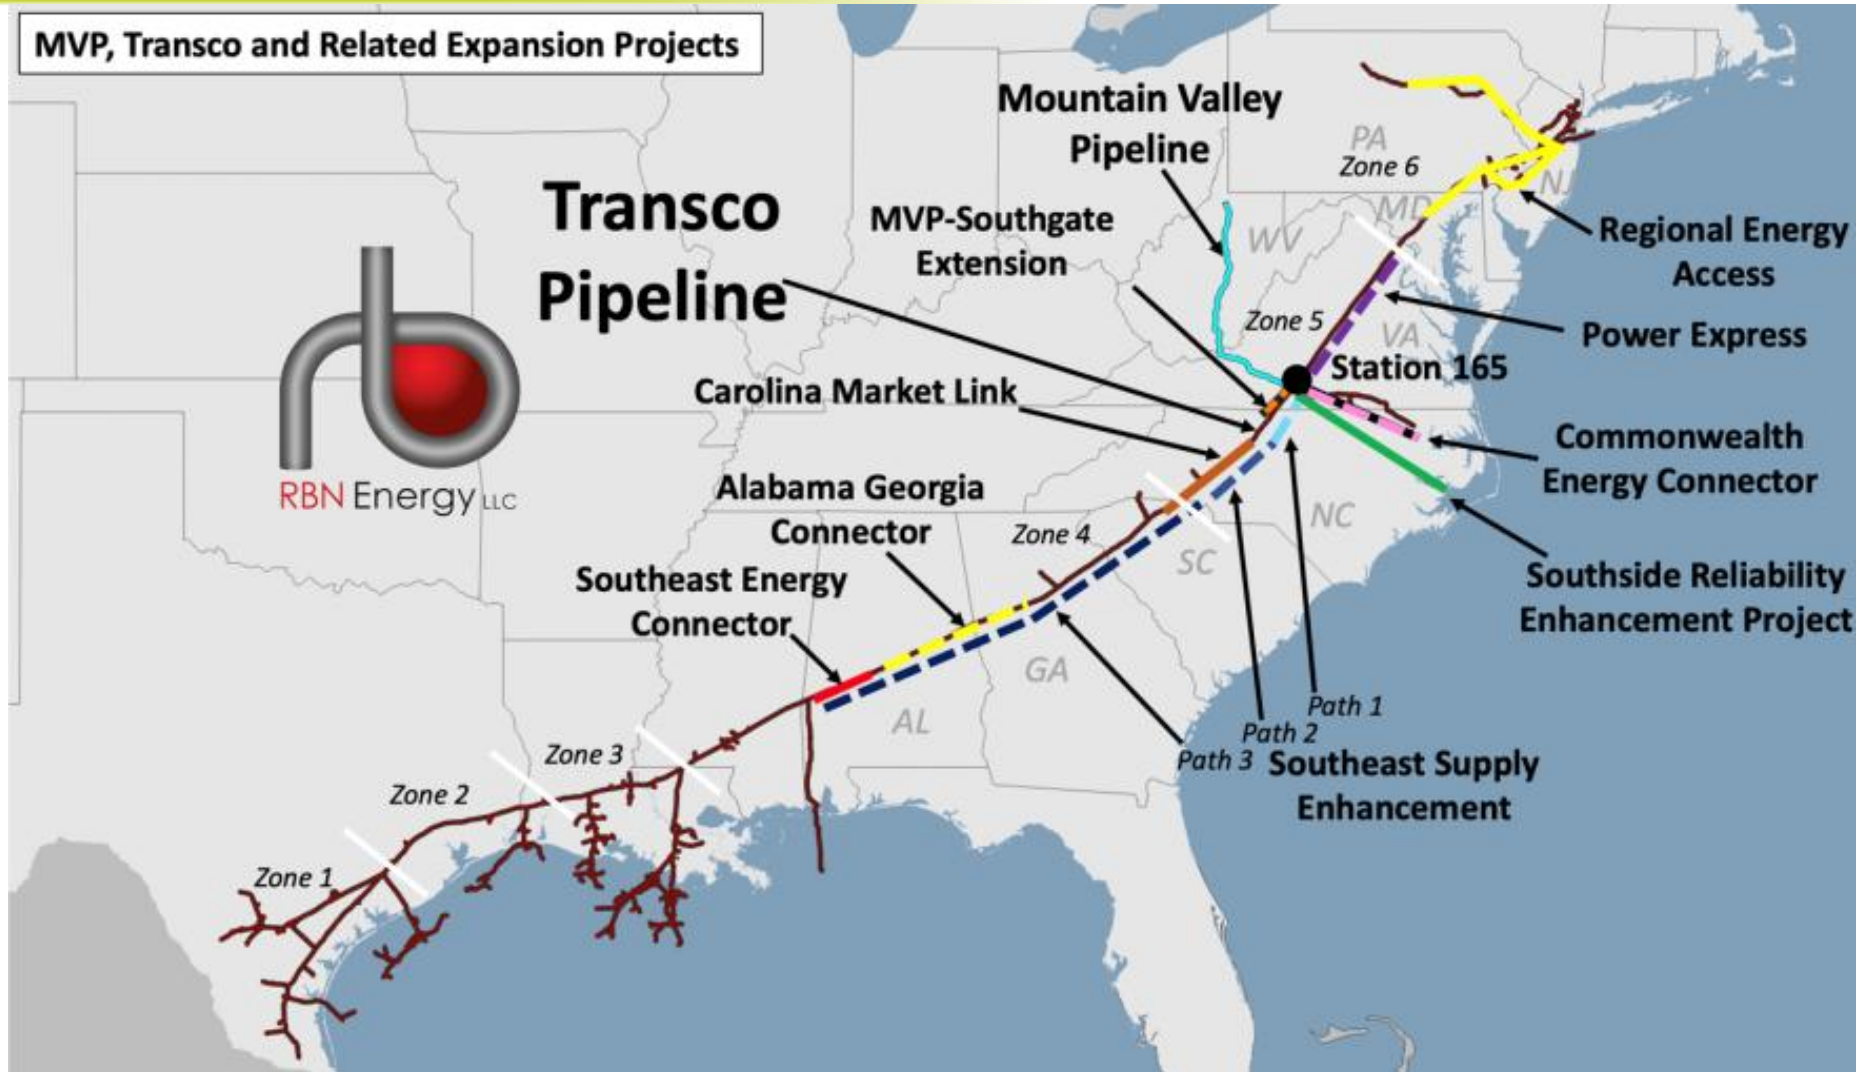 MVP, Transco and Related Expansion Projects
Mountain Valley
Pipeline
PA
Zone 6
NJ
MD
Transco
Pipeline
MVP-Southgate
Extension
WV
Regional Energy
Access
Zone 5
VA
Power Express
Station 165
Carolina Market Link
Commonwealth
Energy Connector
RBN Energy LLC
Alabama Georgia
Connector
Zone 4
NC
SC
Southeast Energy
Connector
Southside Reliability
Enhancement Project
GA
AL
Path 1
Path 2
Path 3
Southeast Supply
Enhancement
Zone 3
Zone 2
Zone 1